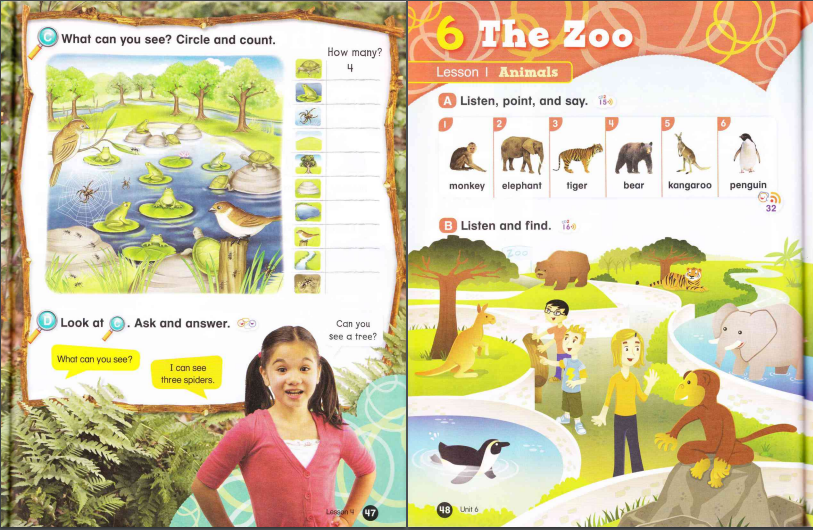 C What can you see? Circle and count.
How many?
4
D Look at C. Ask and answer.
Can you
see a tree?
What can you see?
I can see
three spiders.
Lesson 4 47
6 The Zoo
Lesson 1 Animals
A Listen, point, and say. 15
1 2 3 4 5 6
monkey elephant tiger bear kangaroo penguin
32
B Listen and find. 16
Zoo
48 Unit 6